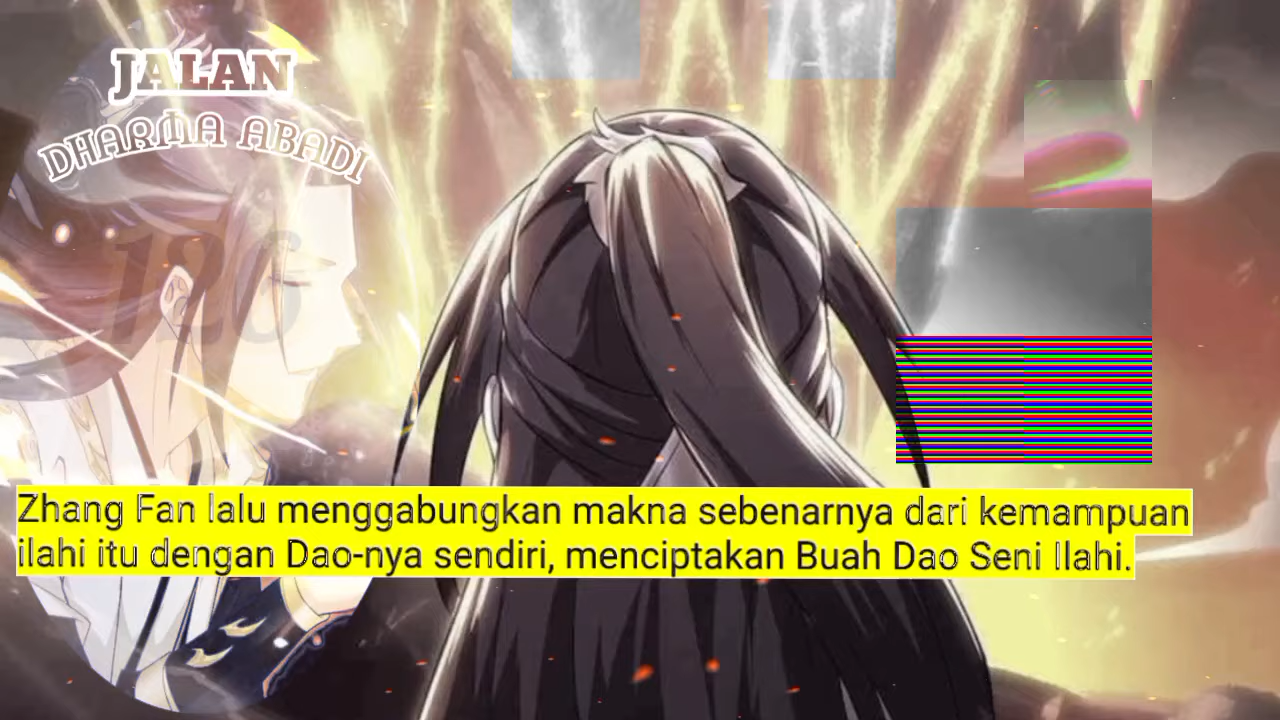 JALAN
DHARMA ABADI
126
Zhang Fan lalu menggabungkan makna sebenarnya dari kemampuan
ilahi itu dengan Dao-nya sendiri, menciptakan Buah Dao Seni Ilahi.